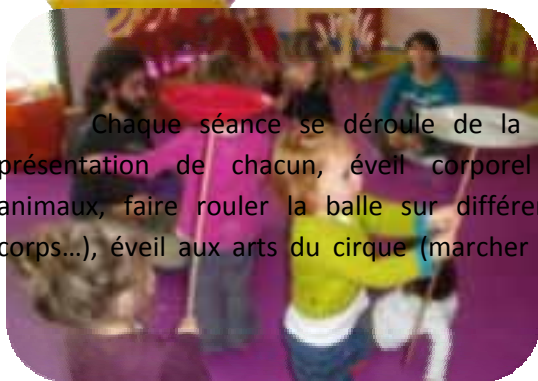 Chaque séance se déroule de la
présentation de chacun, éveil corporel
animaux, faire rouler la balle sur différe
corps…), éveil aux arts du cirque (marcher